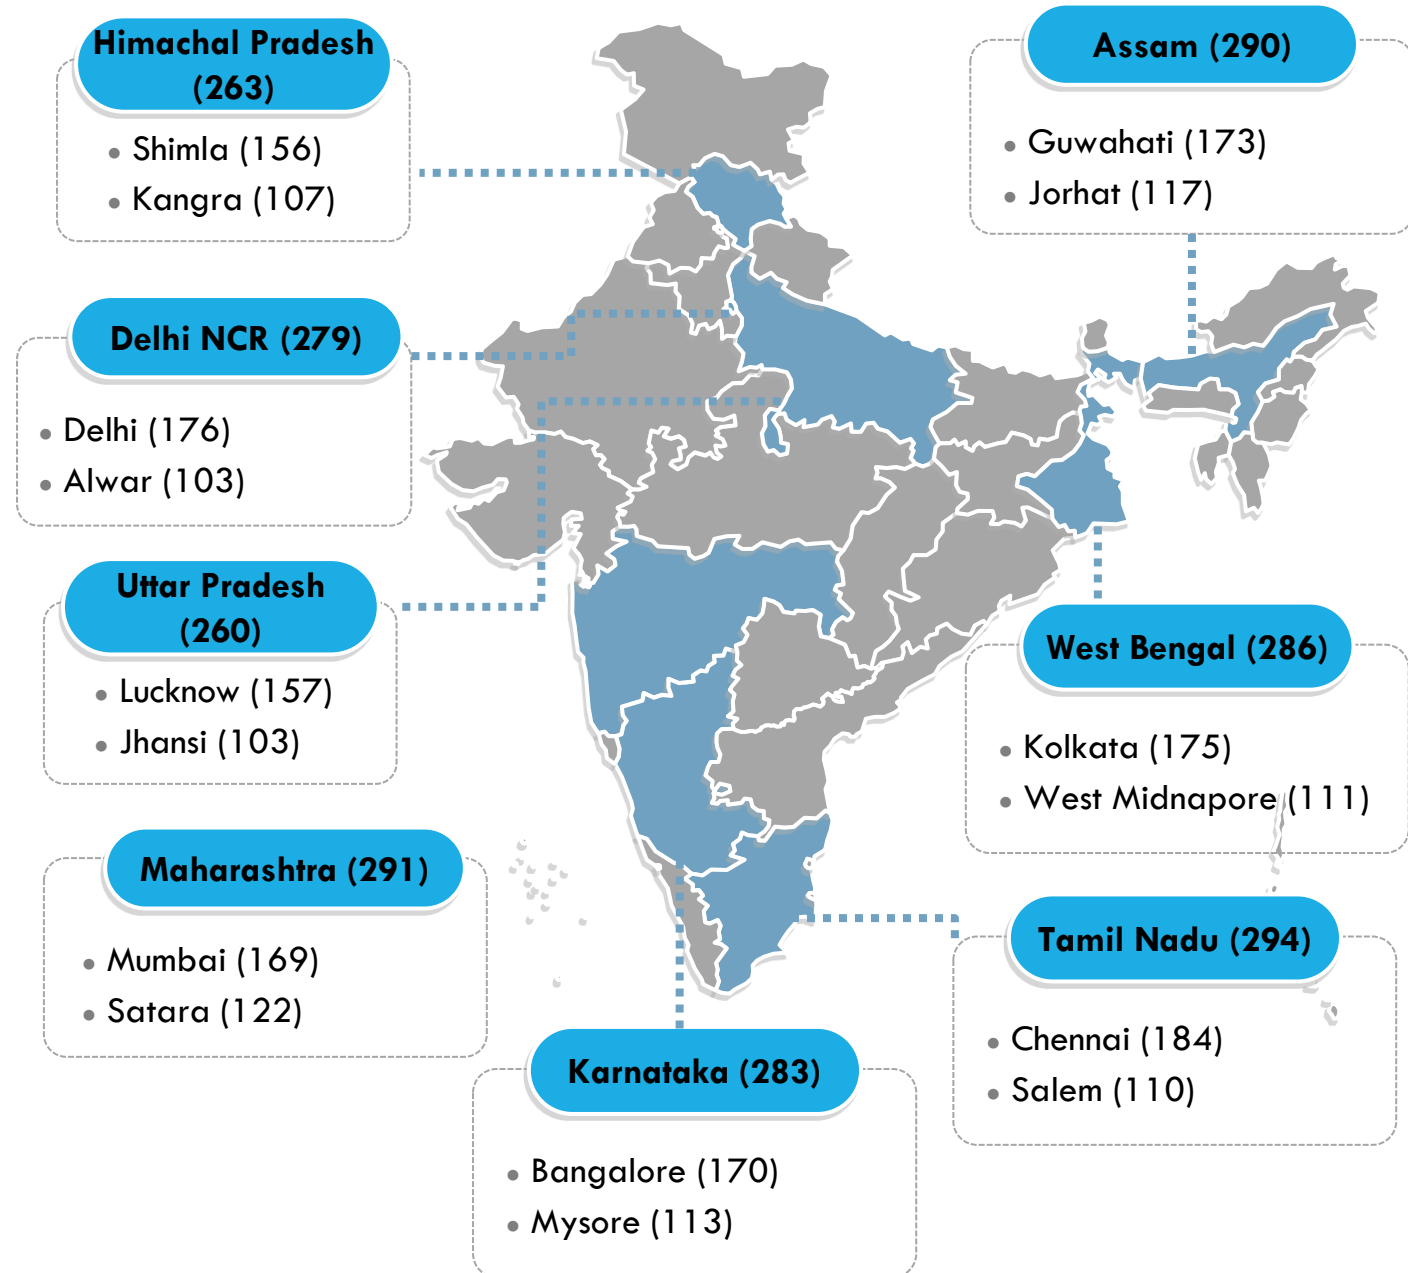 Himachal Pradesh
(263)
• Shimla (156)
• Kangra (107)
Delhi NCR (279)
• Delhi (176)
• Alwar (103)
Uttar Pradesh
(260)
• Lucknow (157)
• Jhansi (103)
Maharashtra (291)
• Mumbai (169)
• Satara (122)
Karnataka (283)
• Bangalore (170)
• Mysore (113)
Assam (290)
• Guwahati (173)
• Jorhat (117)
West Bengal (286)
• Kolkata (175)
• West Midnapore (111)
Tamil Nadu (294)
• Chennai (184)
• Salem (110)